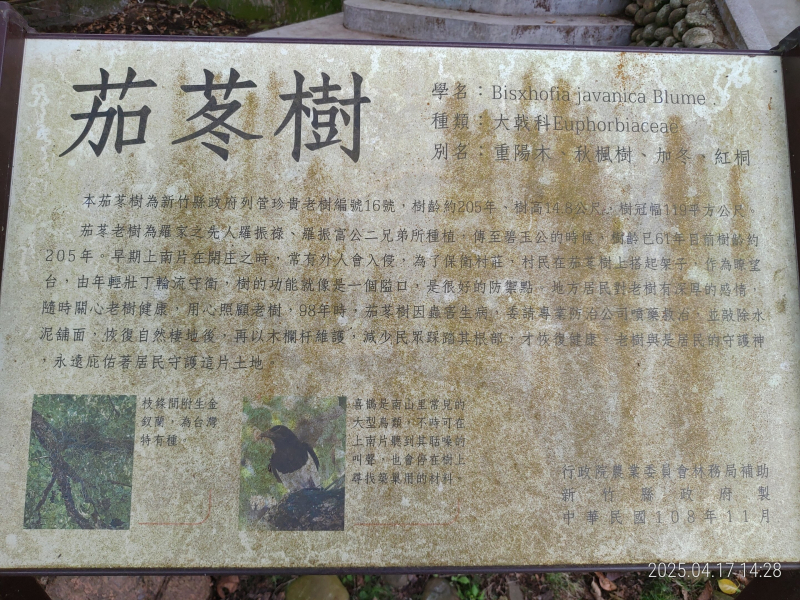 茄苳樹
學名：Bisxhofia javanica Blume
種類：大戟科Euphorbiaceae
別名：重陽木、秋楓樹、加冬、紅桐
本茄苳樹為新竹縣政府列管珍貴老樹編號16號，樹齡約205年、樹高14.8公尺，樹冠幅119平方公尺。
茄苳老樹為羅家之先人羅振祿、羅振富公二兄弟所種植，傳至碧玉公的時候，樹齡已61年目前樹齡約
205年。早期上南片在開庄之時，常有外人會入侵，為了保衛村莊，村民在茄苳樹上搭起架子，作為瞭望
台，由年輕壯丁輪流守衛，樹的功能就像是一個隘口，是很好的防禦點。地方居民對老樹有深厚的感情，
隨時關心老樹健康，用心照顧老樹，98年時，茄苳樹因蟲害生病，委請專業防治公司噴藥救治，並敲除水
泥舖面，恢復自然棲地後，再以木欄杆維護，減少民眾踩踏其根部，才恢復健康。老樹與是居民的守護神
，永遠庇佑著居民守護這片土地。
枝條間附生金
釵蘭，為台灣
特有種。
喜鵲是南山里常見的
大型鳥類，不時可在
上南片聽到其聒噪的
叫聲，也會停在樹上
尋找築巢用的材料
行政院農業委員會林務局補助
新竹縣政府製
中華民國108年11月
2025.04.17 14:28